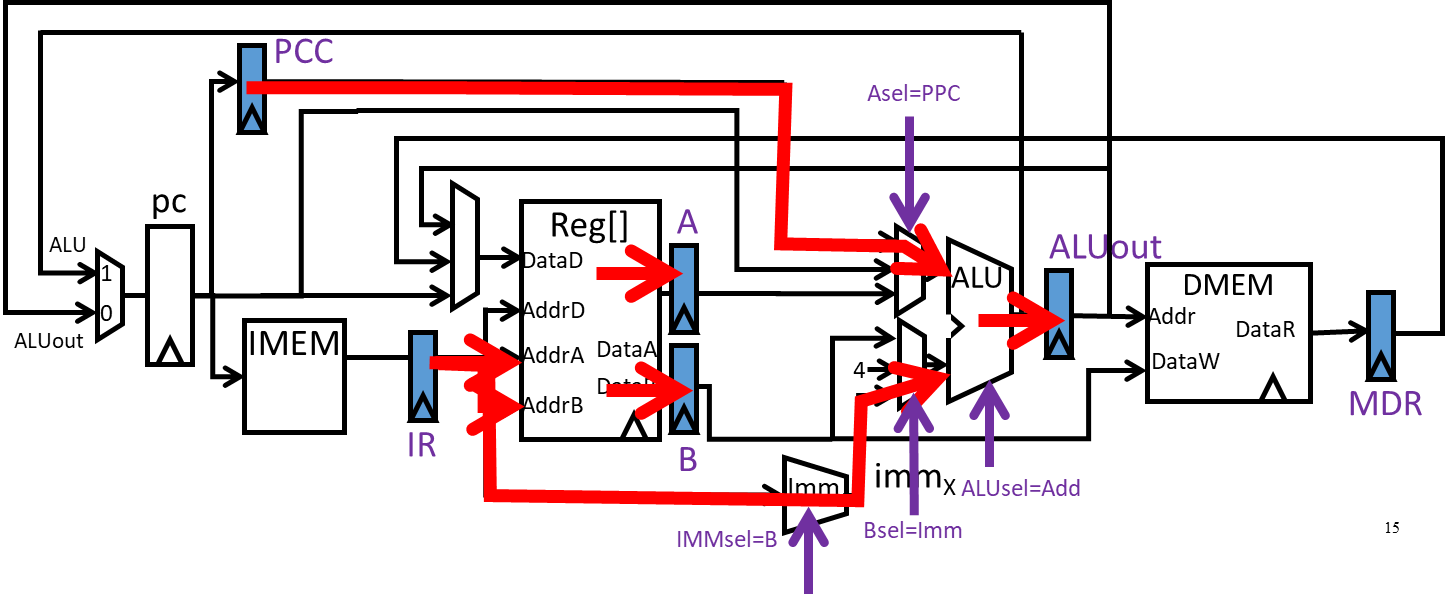 PCC
Asel=PPC
pc
Reg[]
A
ALU
ALUout
ALU
1
DataD
DMEM
0
AddrD
Addr
ALUout
IMEM
DataR
AddrA
DataA
DataW
4
AddrB
IR
MDR
B
Imm
imm
X
ALUsel=Add
IMMsel=B
Bsel=Imm
15